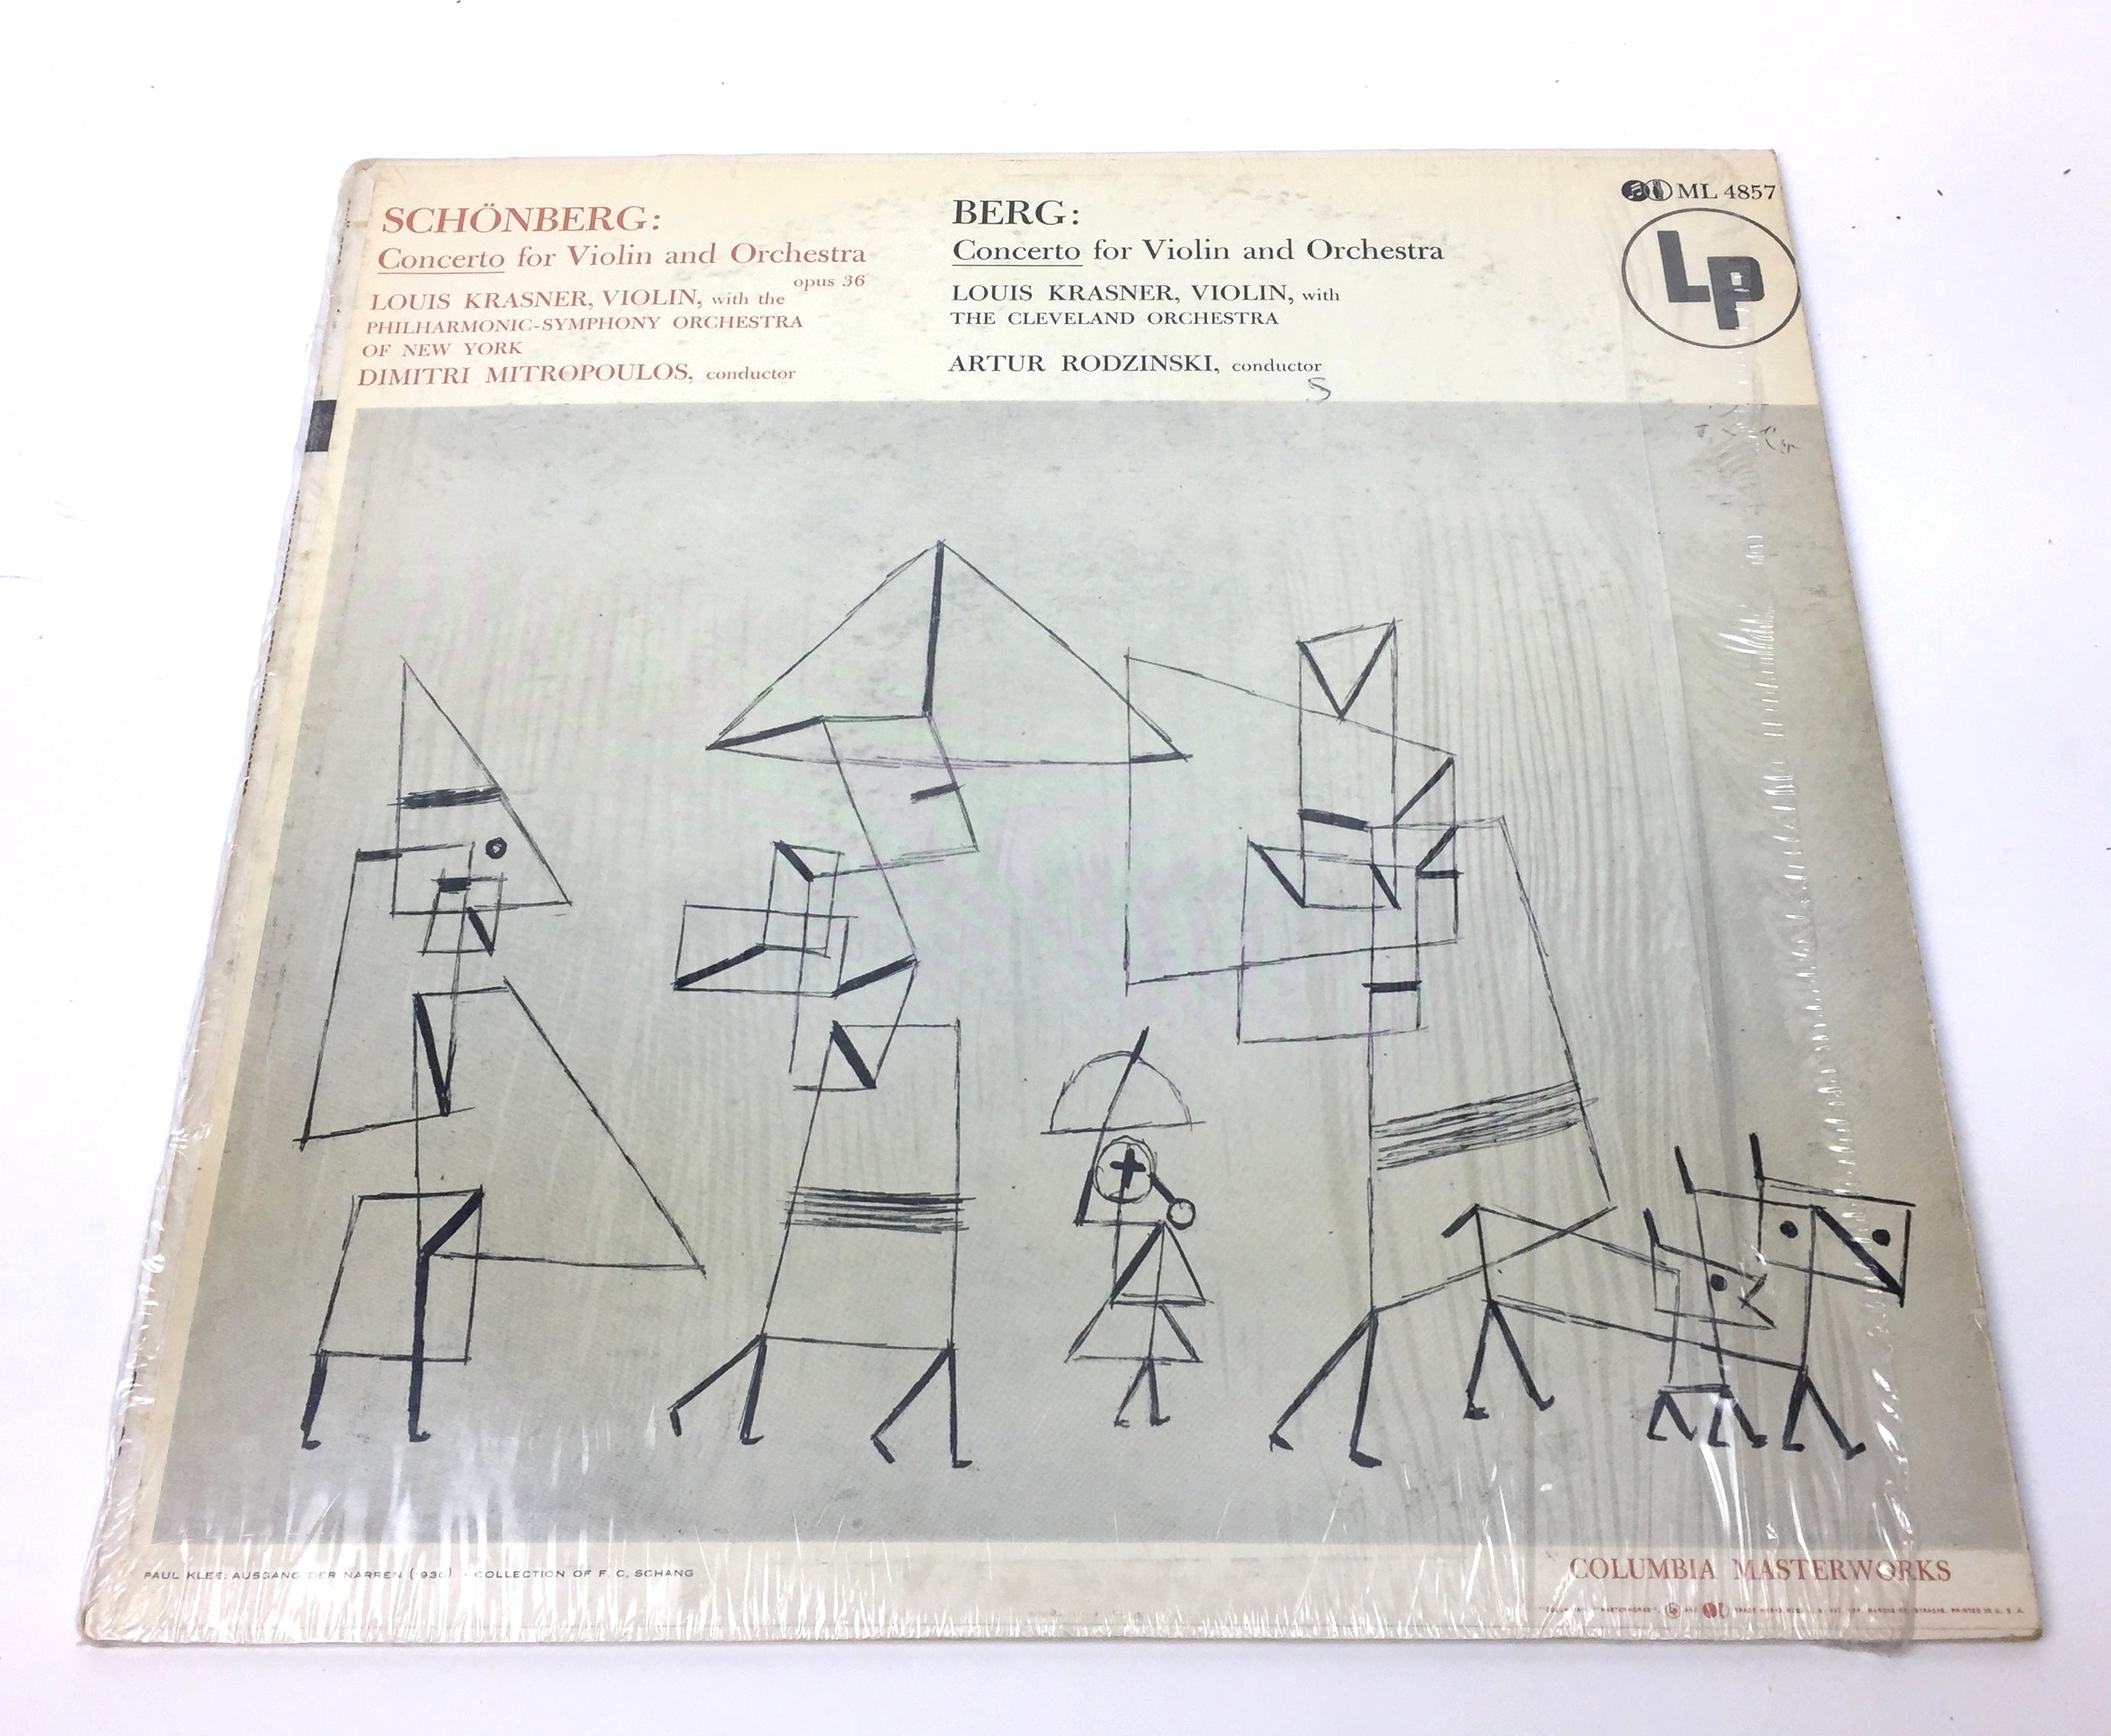 SCHÖNBERG:
Concerto for Violin and Orchestra
opus 36
LOUIS KRASNER, VIOLIN, with the
PHILHARMONIC-SYMPHONY ORCHESTRA
OF NEW YORK
DIMITRI MITROPOULOS, conductor
BERG:
Concerto for Violin and Orchestra
LOUIS KRASNER, VIOLIN, with
THE CLEVELAND ORCHESTRA
ARTUR RODZINSKI, conductor
S
ML 4857
Lp
PAUL KLEE: AUSGANG DER NARREN (1930) - COLLECTION OF F. C. SCHANG
COLUMBIA MASTERWORKS
PRINTED IN U. S. A.